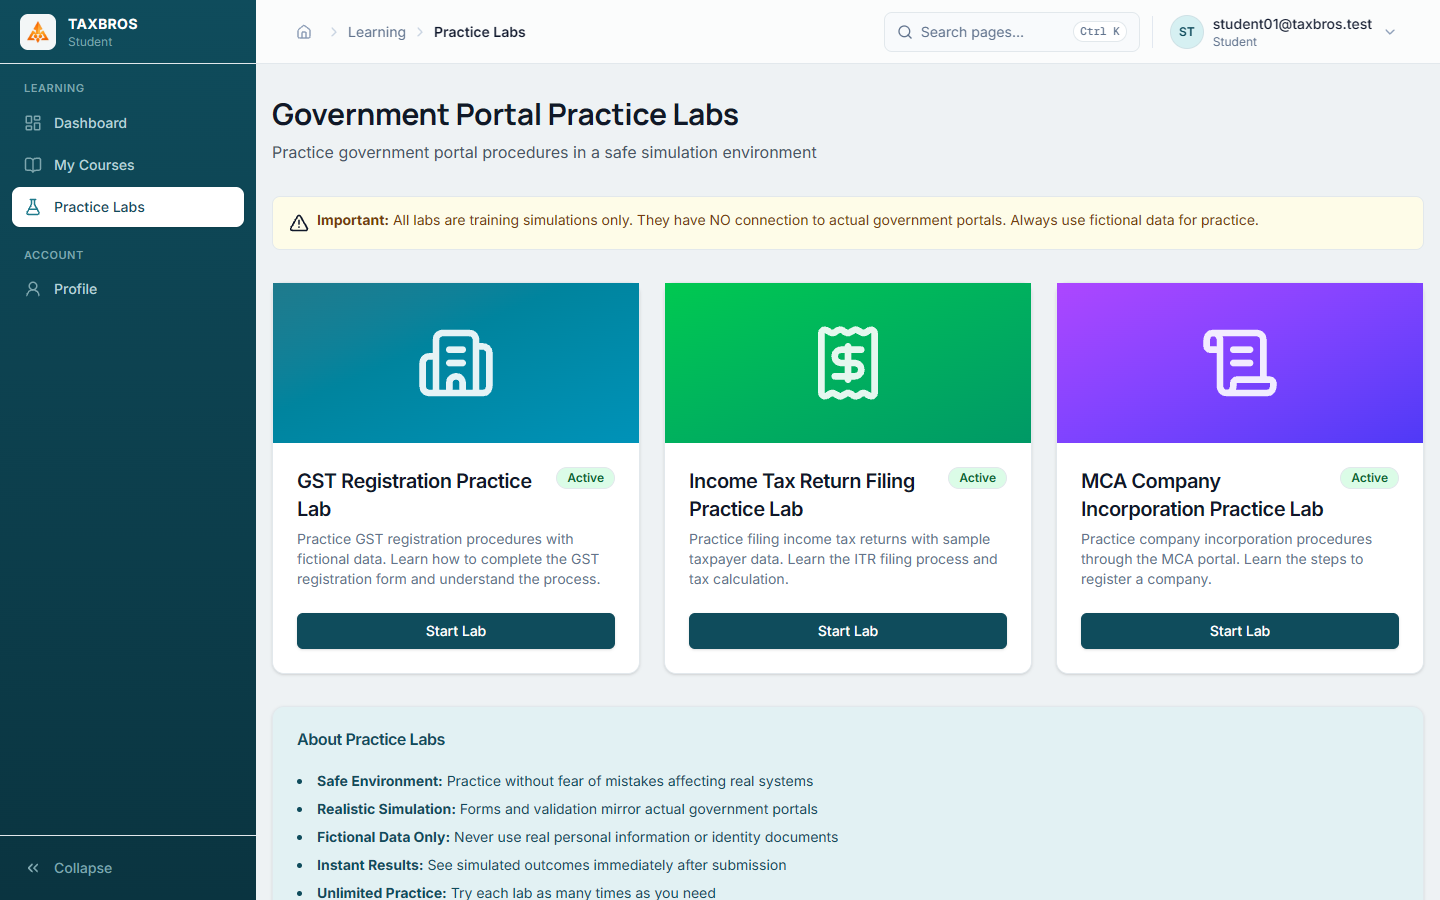 TAXBROS
Student
LEARNING
Dashboard
My Courses
Practice Labs
ACCOUNT
Profile
Collapse
Learning
Practice Labs
Search pages...
Ctrl K
ST
student01@taxbros.test
Student
Government Portal Practice Labs
Practice government portal procedures in a safe simulation environment
Important: All labs are training simulations only. They have NO connection to actual government portals. Always use fictional data for practice.
GST Registration Practice
Lab
Active
Practice GST registration procedures with
fictional data. Learn how to complete the GST
registration form and understand the process.
Start Lab
Income Tax Return Filing
Practice Lab
Active
Practice filing income tax returns with sample
taxpayer data. Learn the ITR filing process and
tax calculation.
Start Lab
MCA Company
Incorporation Practice Lab
Active
Practice company incorporation procedures
through the MCA portal. Learn the steps to
register a company.
Start Lab
About Practice Labs
Safe Environment: Practice without fear of mistakes affecting real systems
Realistic Simulation: Forms and validation mirror actual government portals
Fictional Data Only: Never use real personal information or identity documents
Instant Results: See simulated outcomes immediately after submission
Unlimited Practice: Try each lab as many times as you need